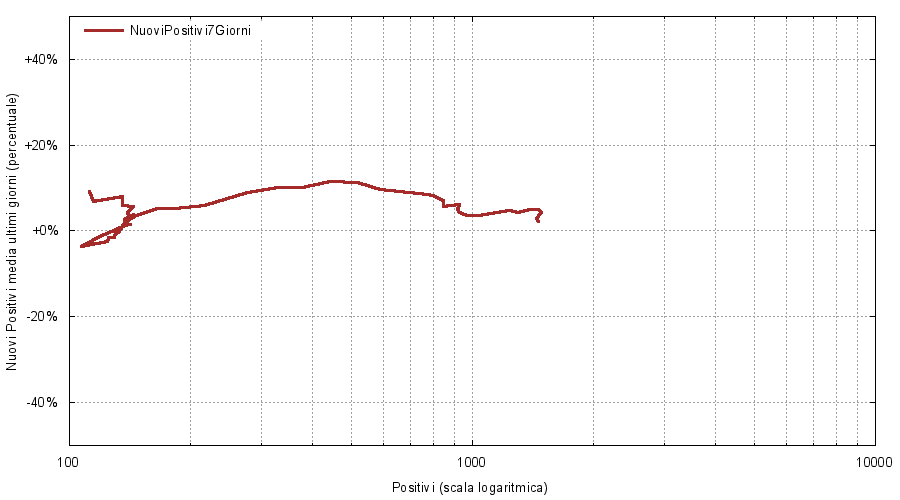 NuoviPositivi7Giorni
+40%
+20%
+0%
-20%
-40%
Nuovi Positivi media ultimi giorni (percentuale)
100
1000
10000
Positivi (scala logaritmica)